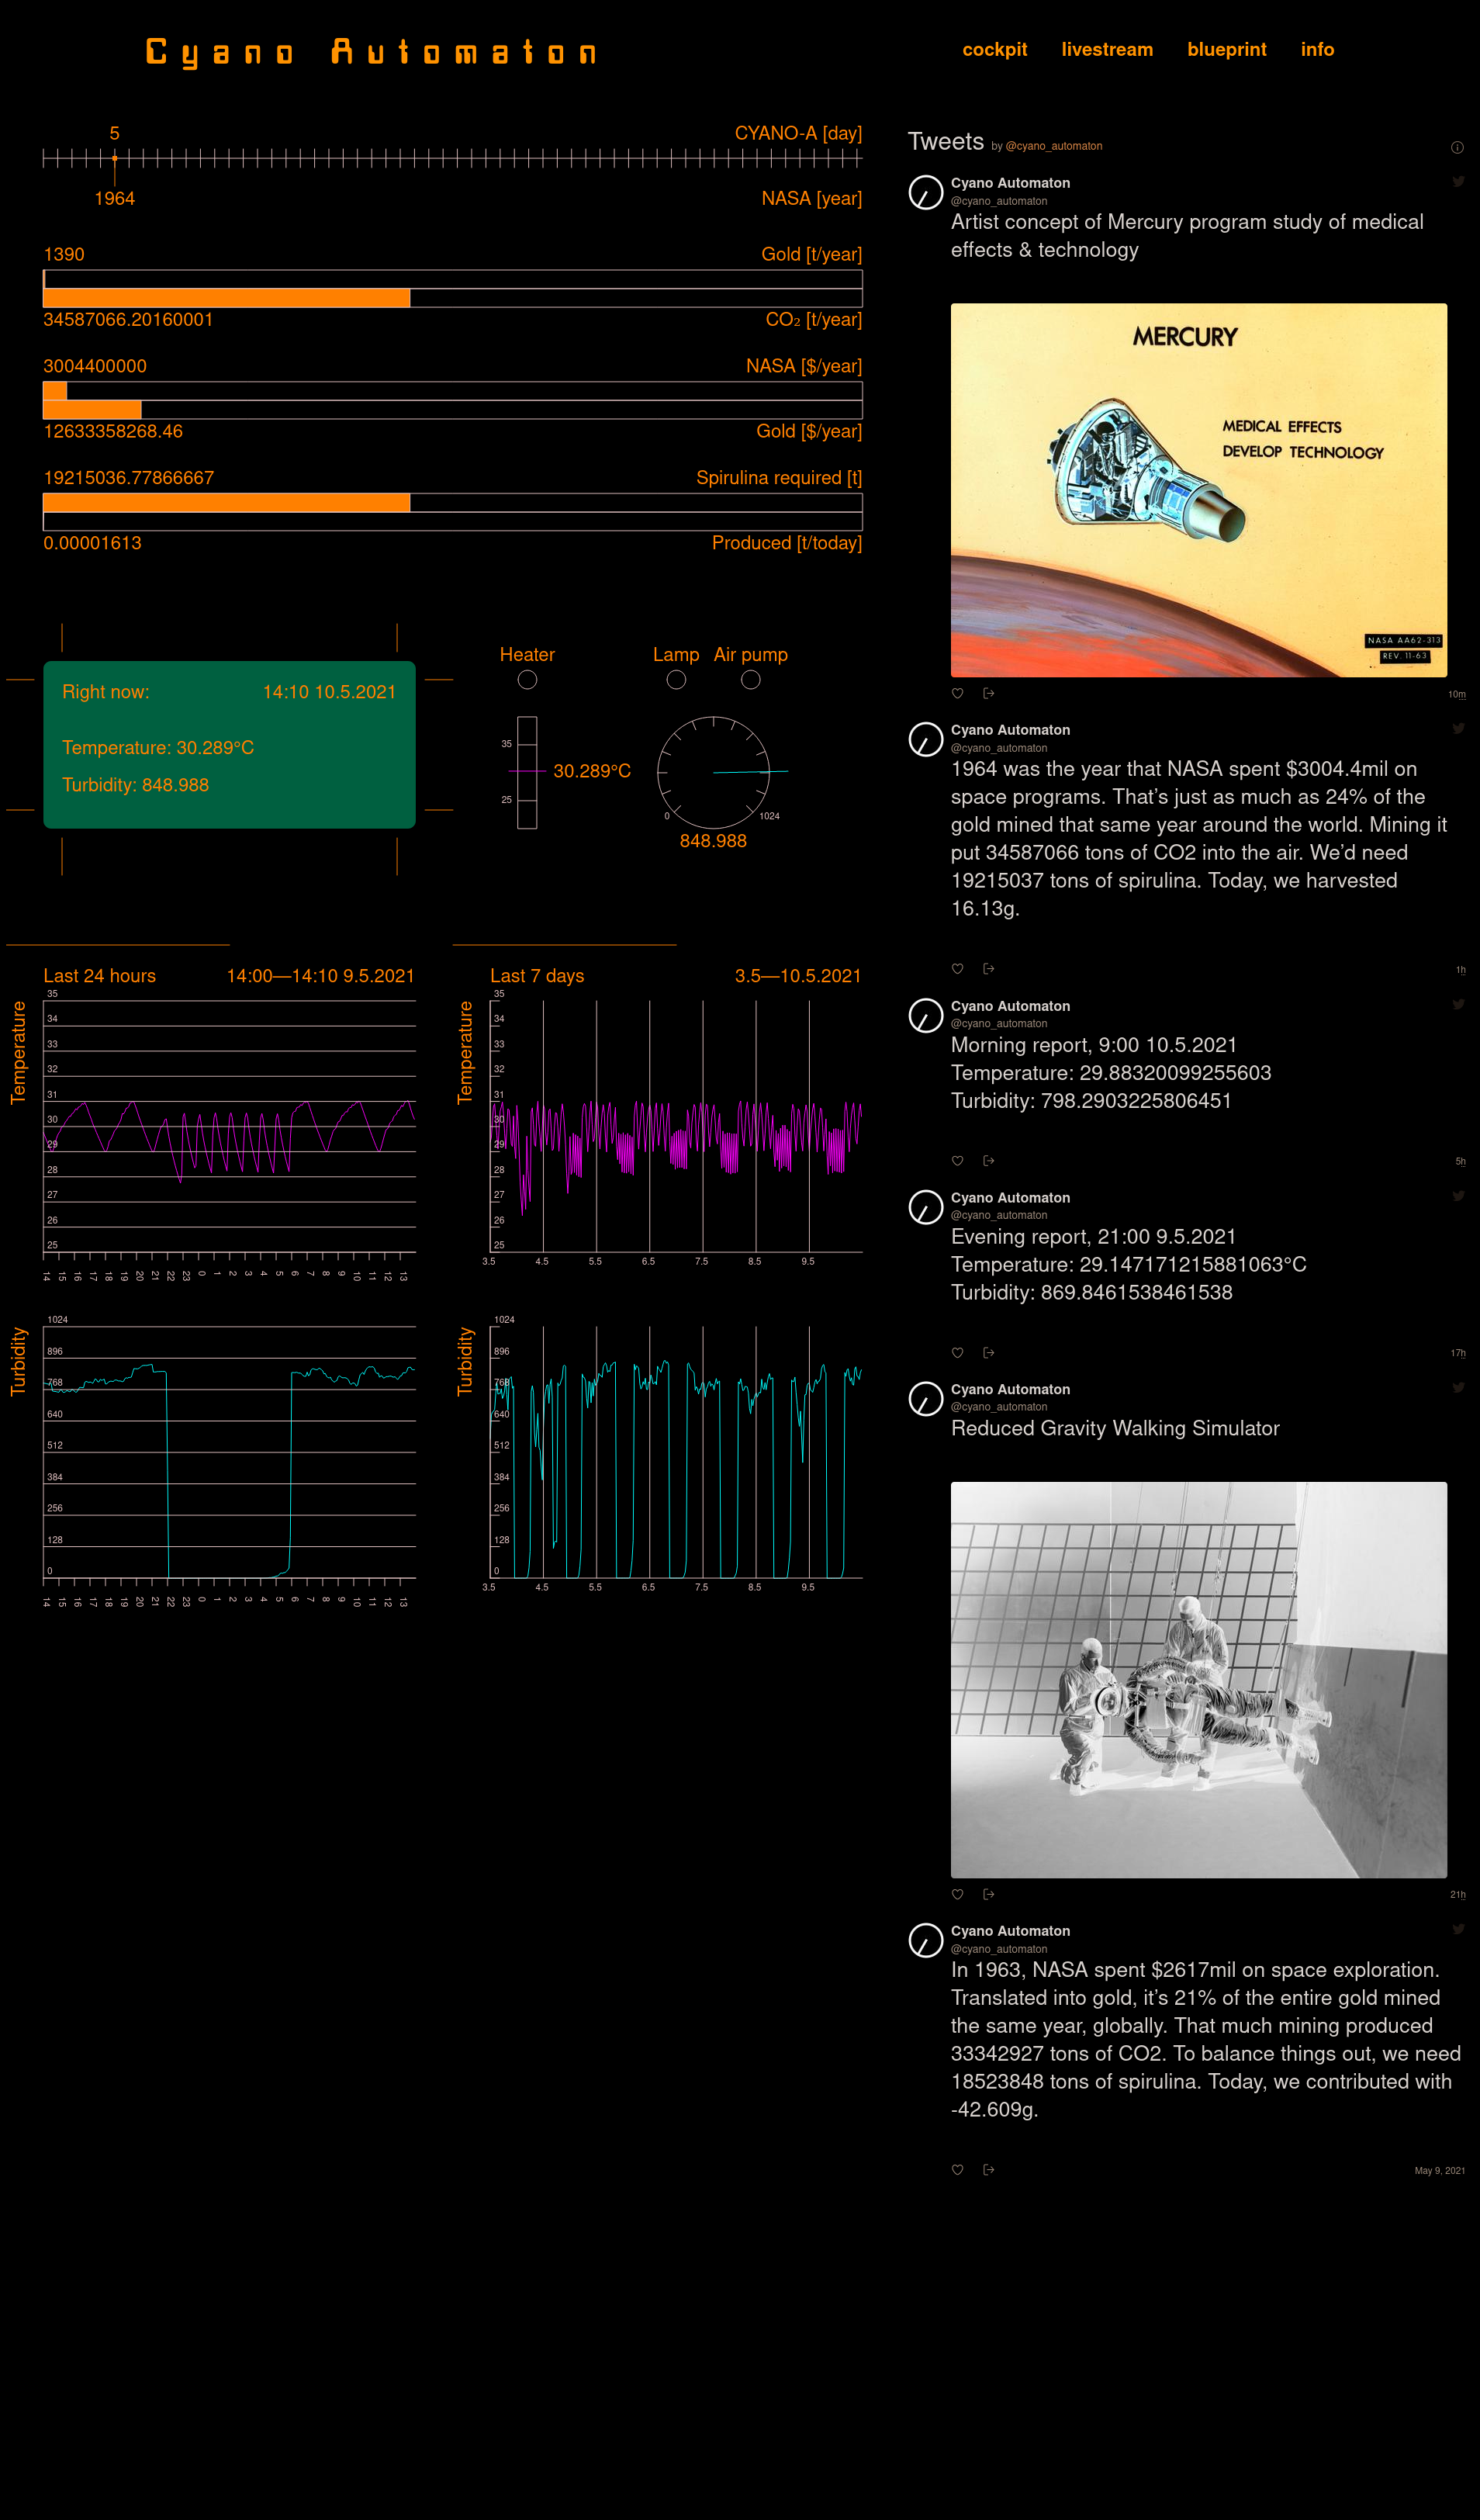 Cyano Automaton
cockpit livestream blueprint info
5 CYANO-A [day]
1964 NASA [year]
1390 Gold [t/year]
34587066.20160001 CO₂ [t/year]
3004400000 NASA [$/year]
12633358268.46 Gold [$/year]
19215036.77866667 Spirulina required [t]
0.00001613 Produced [t/today]
Right now: 14:10 10.5.2021
Temperature: 30.289°C
Turbidity: 848.988
Heater Lamp Air pump
35
30.289°C
25
0 1024
848.988
Last 24 hours 14:00—14:10 9.5.2021
Temperature
35
34
33
32
31
30
29
28
27
26
25
14 15 16 17 18 19 20 21 22 23 0 1 2 3 4 5 6 7 8 9 10 11 12 13
Last 7 days 3.5—10.5.2021
Temperature
35
34
33
32
31
30
29
28
27
26
25
3.5 4.5 5.5 6.5 7.5 8.5 9.5
Turbidity
1024
896
768
640
512
384
256
128
0
14 15 16 17 18 19 20 21 22 23 0 1 2 3 4 5 6 7 8 9 10 11 12 13
Turbidity
1024
896
768
640
512
384
256
128
0
3.5 4.5 5.5 6.5 7.5 8.5 9.5
Tweets by @cyano_automaton
Cyano Automaton
@cyano_automaton
Artist concept of Mercury program study of medical
effects & technology
MERCURY
MEDICAL EFFECTS
DEVELOP TECHNOLOGY
NASA AA62-313
REV. 11-63
10m
Cyano Automaton
@cyano_automaton
1964 was the year that NASA spent $3004.4mil on
space programs. That's just as much as 24% of the
gold mined that same year around the world. Mining it
put 34587066 tons of CO2 into the air. We'd need
19215037 tons of spirulina. Today, we harvested
16.13g.
1h
Cyano Automaton
@cyano_automaton
Morning report, 9:00 10.5.2021
Temperature: 29.88320099255603
Turbidity: 798.2903225806451
5h
Cyano Automaton
@cyano_automaton
Evening report, 21:00 9.5.2021
Temperature: 29.147171215881063°C
Turbidity: 869.8461538461538
17h
Cyano Automaton
@cyano_automaton
Reduced Gravity Walking Simulator
21h
Cyano Automaton
@cyano_automaton
In 1963, NASA spent $2617mil on space exploration.
Translated into gold, it's 21% of the entire gold mined
the same year, globally. That much mining produced
33342927 tons of CO2. To balance things out, we need
18523848 tons of spirulina. Today, we contributed with
-42.609g.
May 9, 2021